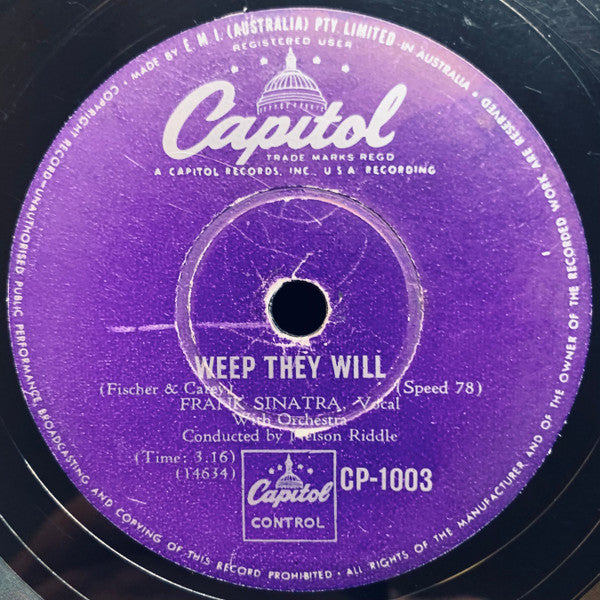 MADE BY E.M.I. (AUSTRALIA) PTY. LIMITED · IN AUSTRALIA ·
REGISTERED USER
Capitol
TRADE MARKS REGD
A CAPITOL RECORDS, INC., U S A RECORDING
WEEP THEY WILL
(Fischer & Carey) (Speed 78)
FRANK SINATRA, Vocal
With Orchestra
Conducted by Nelson Riddle
(Time: 3.16)
(14634)
Capitol
CONTROL
CP-1003
COPYRIGHT RECORD—UNAUTHORISED PUBLIC PERFORMANCE BROADCASTING AND COPYING OF THIS RECORD PROHIBITED · ALL RIGHTS OF THE MANUFACTURER AND OF THE OWNER OF THE RECORDED WORK ARE RESERVED